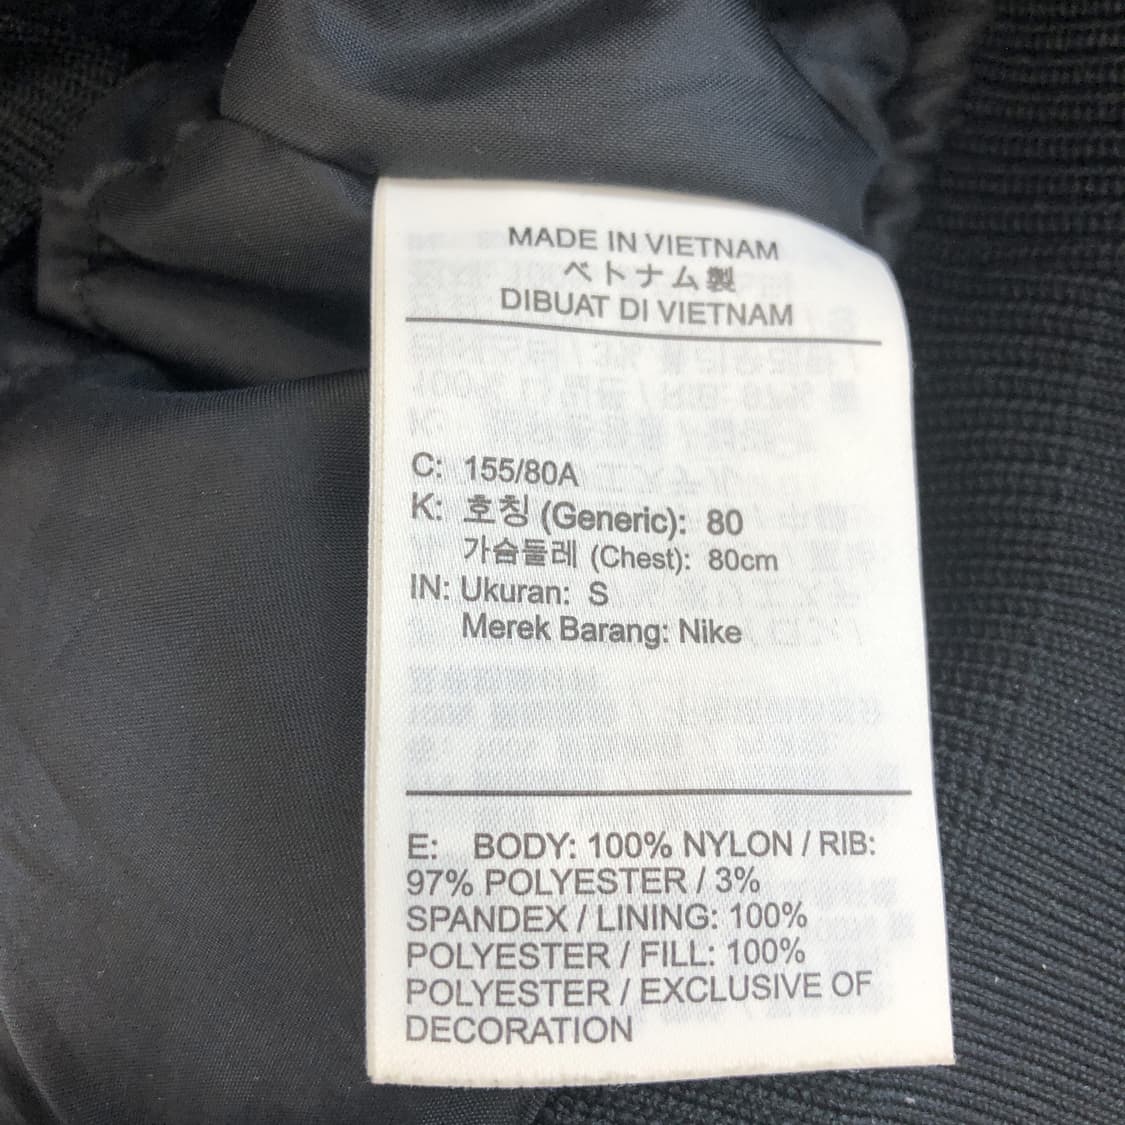 MADE IN VIETNAM
ベトナム製
DIBUAT DI VIETNAM
C: 155/80A
K: 호칭 (Generic): 80
가슴둘레 (Chest): 80cm
IN: Ukuran: S
Merek Barang: Nike
E: BODY: 100% NYLON / RIB:
97% POLYESTER / 3%
SPANDEX / LINING: 100%
POLYESTER / FILL: 100%
POLYESTER / EXCLUSIVE OF
DECORATION